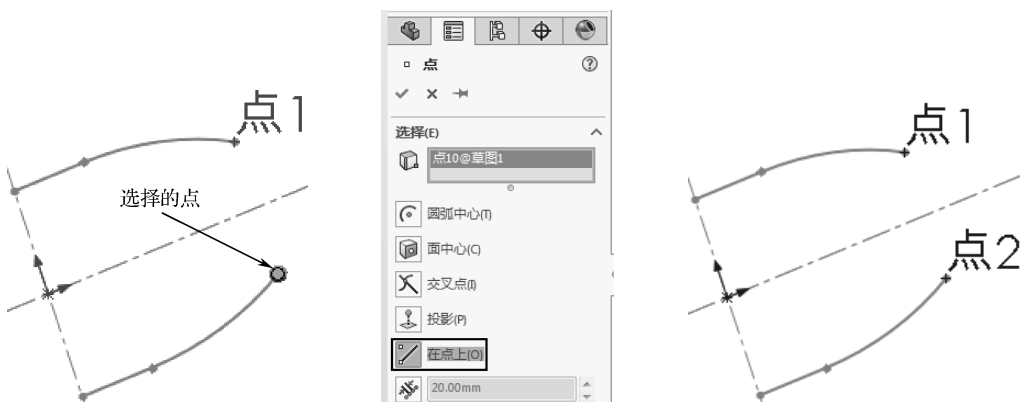 点1
选择的点
点
选择(E)
点10@草图1
圆弧中心(T)
面中心(C)
交叉点(I)
投影(P)
在点上(O)
20.00mm
点1
点2